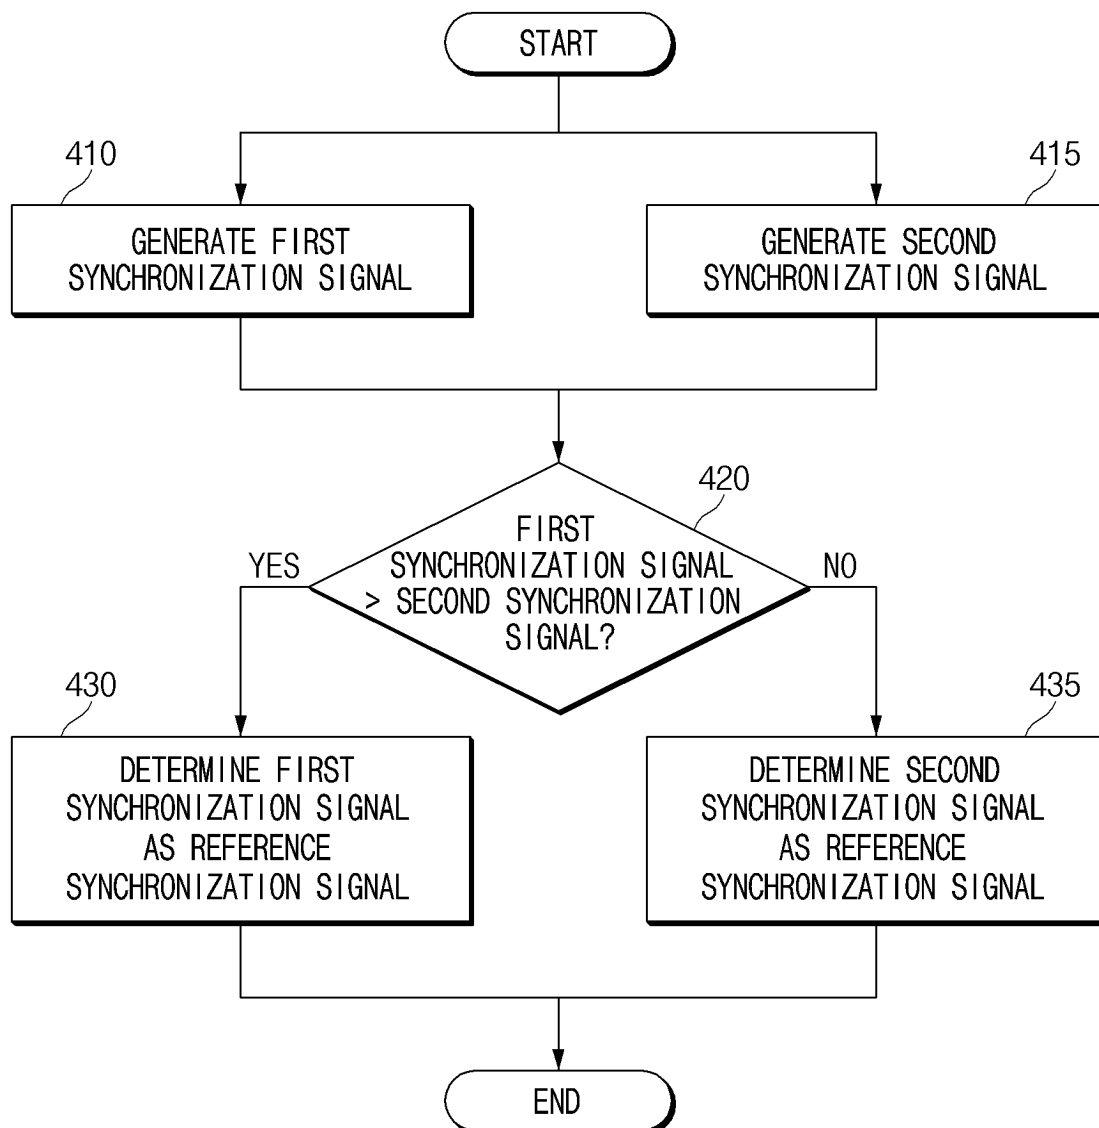 START
410
415
GENERATE FIRST
SYNCHRONIZATION SIGNAL
GENERATE SECOND
SYNCHRONIZATION SIGNAL
420
FIRST
SYNCHRONIZATION SIGNAL
> SECOND SYNCHRONIZATION
SIGNAL?
YES
NO
430
435
DETERMINE FIRST
SYNCHRONIZATION SIGNAL
AS REFERENCE
SYNCHRONIZATION SIGNAL
DETERMINE SECOND
SYNCHRONIZATION SIGNAL
AS REFERENCE
SYNCHRONIZATION SIGNAL
END